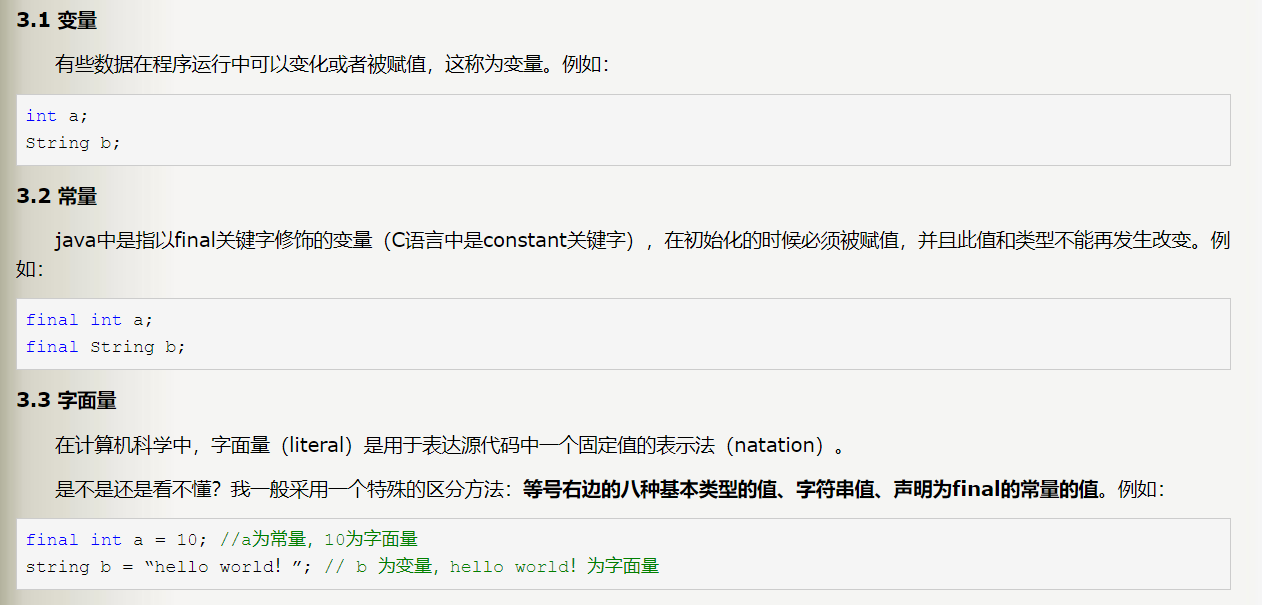 3.1 变量
有些数据在程序运行中可以变化或者被赋值，这称为变量。例如：
int a;
String b;
3.2 常量
java中是指以final关键字修饰的变量（C语言中是constant关键字），在初始化的时候必须被赋值，并且此值和类型不能再发生改变。例
如：
final int a;
final String b;
3.3 字面量
在计算机科学中，字面量（literal）是用于表达源代码中一个固定值的表示法（natation）。
是不是还是看不懂？我一般采用一个特殊的区分方法：等号右边的八种基本类型的值、字符串值、声明为final的常量的值。例如：
final int a = 10; //a为常量，10为字面量
string b = “hello world！”; // b 为变量，hello world！为字面量